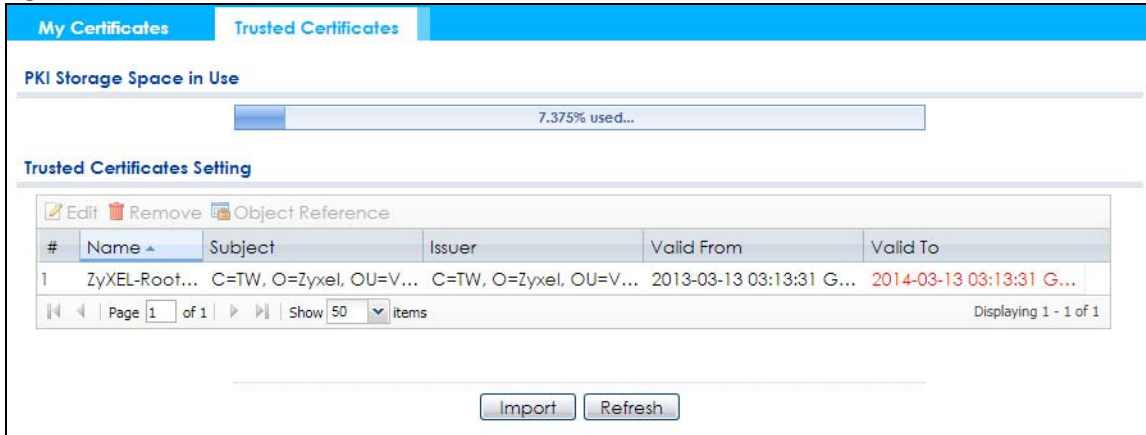 My Certificates Trusted Certificates
PKI Storage Space in Use
7.375% used...
Trusted Certificates Setting
Edit Remove Object Reference
# Name Subject Issuer Valid From Valid To
1 ZyXEL-Root... C=TW, O=Zyxel, OU=V... C=TW, O=Zyxel, OU=V... 2013-03-13 03:13:31 G... 2014-03-13 03:13:31 G...
Page 1 of 1 Show 50 items Displaying 1 - 1 of 1
Import Refresh